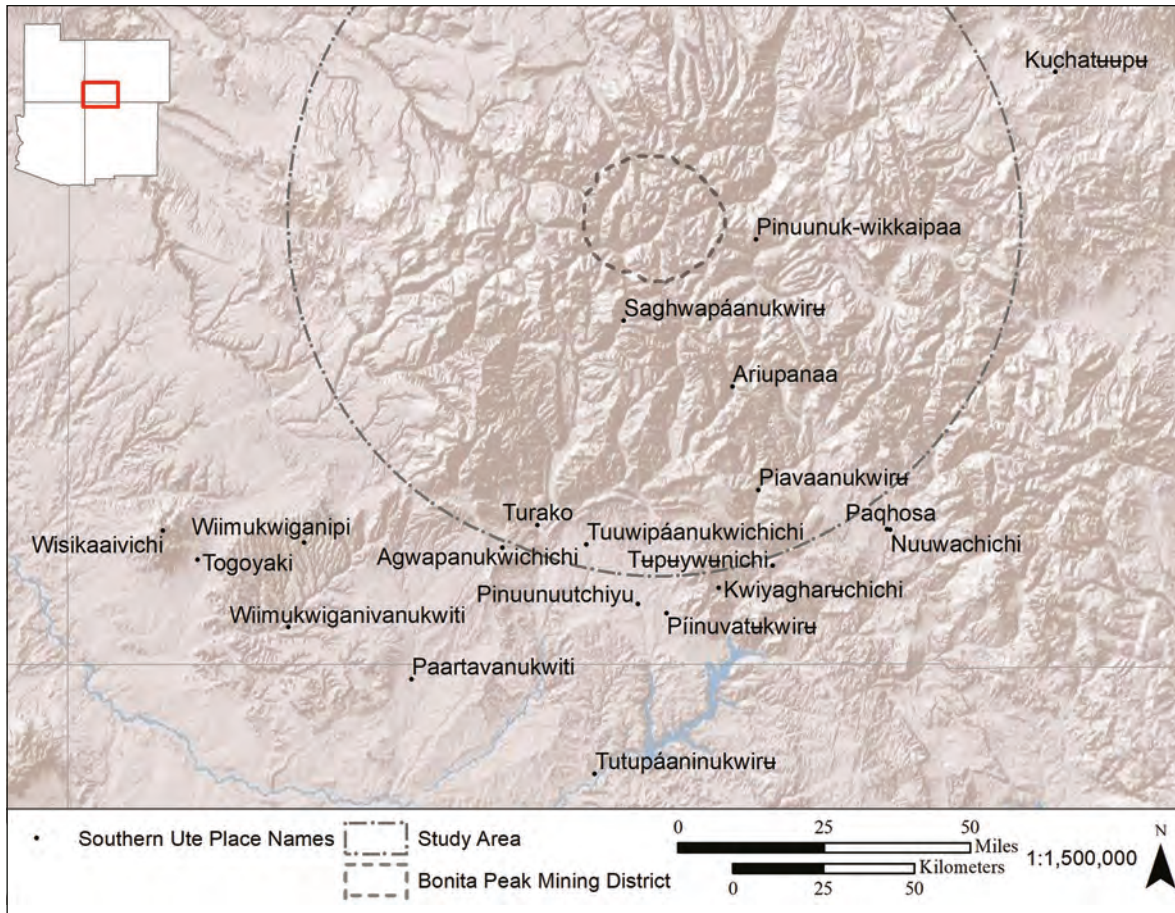 Kuchatʉʉpʉ
Pinuunuk-wikkaipaa
Saghwapáanukwirʉ
Ariupanaa
Piavaanukwirʉ
Turako
Paqhosa
Wiimukwiganipi
Tuuwipáanukwichichi
Wisikaaivichi
Nuuwachichi
Agwapanukwichichi
Tʉpʉywʉnichi
Togoyaki
Kwiyagharʉchichi
Pinuunuutchiyu
Wiimukwiganivanukwiti
Píinuvatʉkwirʉ
Paartavanukwiti
Tutupáaninukwirʉ
Southern Ute Place Names
Study Area
Bonita Peak Mining District
0 25 50
Miles
Kilometers
0 25 50
1:1,500,000
N